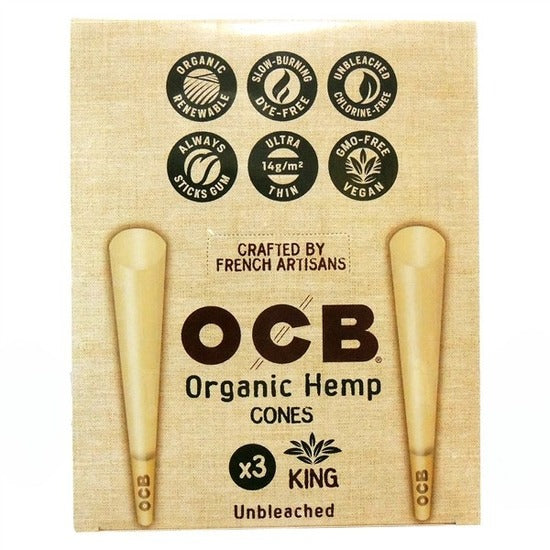 ORGANIC
RENEWABLE
SLOW-BURNING
DYE-FREE
UNBLEACHED
CHLORINE-FREE
ALWAYS
STICKS GUM
ULTRA
14g/m²
THIN
GMO-FREE
VEGAN
CRAFTED BY
FRENCH ARTISANS
OCB®
Organic Hemp
CONES
x3
KING
Unbleached
OCB
OCB